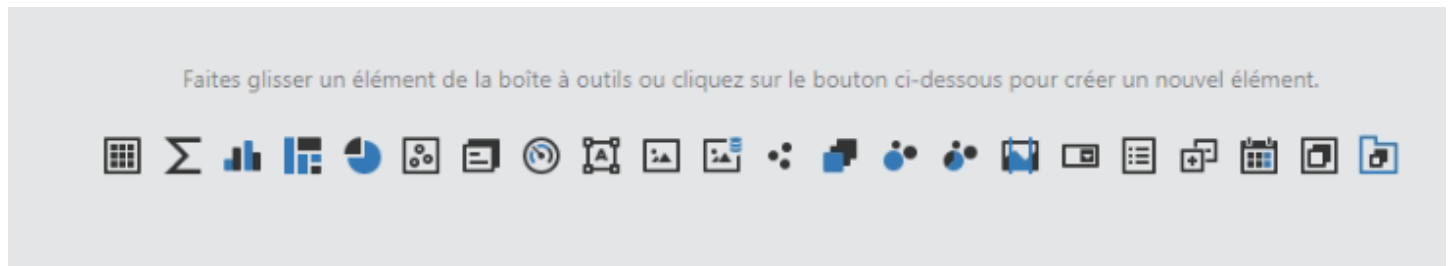 Faites glisser un élément de la boîte à outils ou cliquez sur le bouton ci-dessous pour créer un nouvel élément.
A